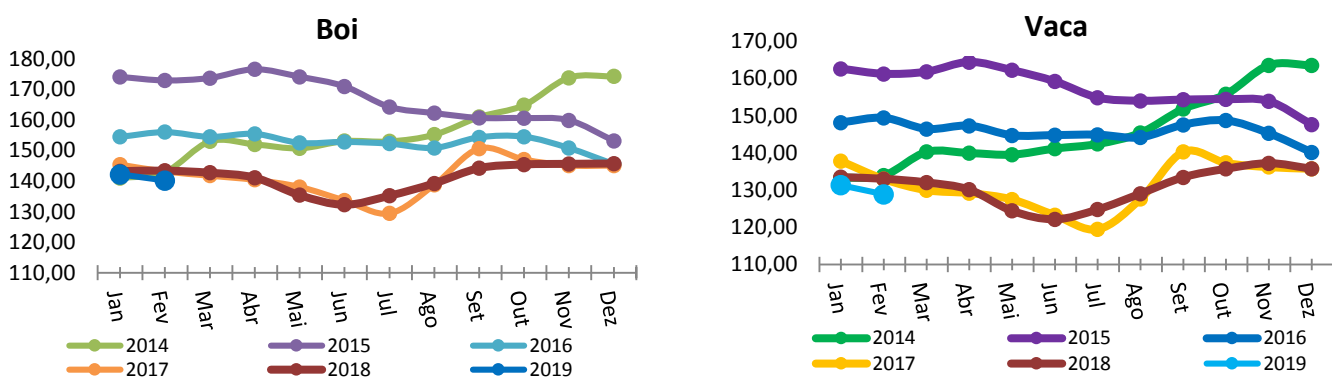 Boi
180,00
170,00
160,00
150,00
140,00
130,00
120,00
110,00
Jan Fev Mar Abr Mai Jun Jul Ago Set Out Nov Dez
2014 2015 2016
2017 2018 2019
Vaca
170,00
160,00
150,00
140,00
130,00
120,00
110,00
Jan Fev Mar Abr Mai Jun Jul Ago Set Out Nov Dez
2014 2015 2016
2017 2018 2019